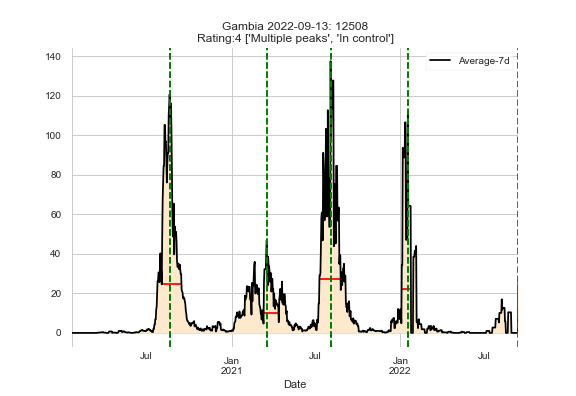 Gambia 2022-09-13: 12508
Rating:4 ['Multiple peaks', 'In control']
140
120
100
80
60
40
20
0
Average-7d
Jul
Jan
2021
Jul
Jan
2022
Jul
Date